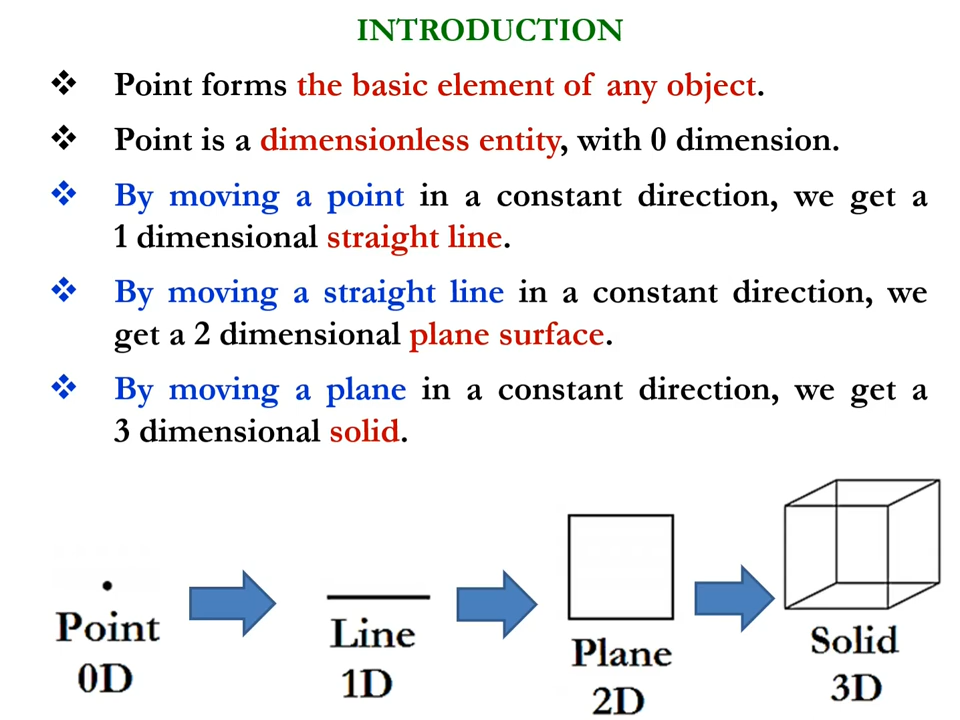 INTRODUCTION
❖ Point forms the basic element of any object.
❖ Point is a dimensionless entity, with 0 dimension.
❖ By moving a point in a constant direction, we get a
1 dimensional straight line.
❖ By moving a straight line in a constant direction, we
get a 2 dimensional plane surface.
❖ By moving a plane in a constant direction, we get a
3 dimensional solid.
Point
0D
Line
1D
Plane
2D
Solid
3D